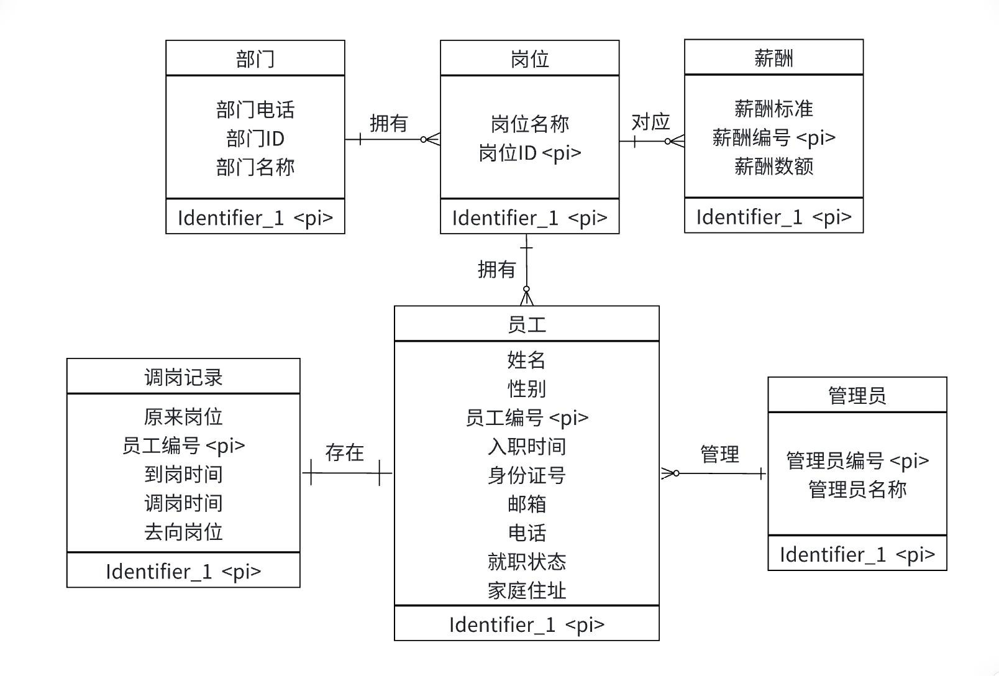 部门
部门电话
部门ID
部门名称
Identifier_1 <pi>
拥有
岗位
岗位名称
岗位ID <pi>
Identifier_1 <pi>
对应
薪酬
薪酬标准
薪酬编号 <pi>
薪酬数额
Identifier_1 <pi>
拥有
调岗记录
原来岗位
员工编号 <pi>
到岗时间
调岗时间
去向岗位
Identifier_1 <pi>
存在
员工
姓名
性别
员工编号 <pi>
入职时间
身份证号
邮箱
电话
就职状态
家庭住址
Identifier_1 <pi>
管理
管理员
管理员编号 <pi>
管理员名称
Identifier_1 <pi>